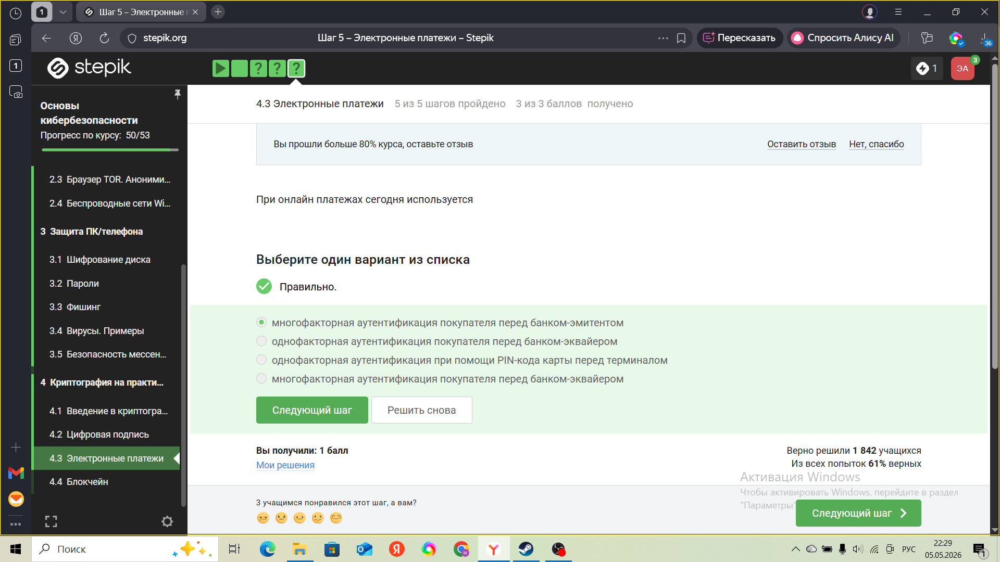 1
Шаг 5 – Электронные п
stepik.org
Шаг 5 – Электронные платежи – Stepik
Пересказать
Спросить Алису AI
36
1
stepik
?
?
?
1
ЭА
3
Основы
кибербезопасности
Прогресс по курсу: 50/53
2.3 Браузер TOR. Аноними...
2.4 Беспроводные сети Wi...
3 Защита ПК/телефона
3.1 Шифрование диска
3.2 Пароли
3.3 Фишинг
3.4 Вирусы. Примеры
3.5 Безопасность мессен...
4 Криптография на практи...
4.1 Введение в криптогра...
4.2 Цифровая подпись
4.3 Электронные платежи
4.4 Блокчейн
4.3 Электронные платежи 5 из 5 шагов пройдено 3 из 3 баллов получено
Вы прошли больше 80% курса, оставьте отзыв
Оставить отзыв
Нет, спасибо
При онлайн платежах сегодня используется
Выберите один вариант из списка
Правильно.
многофакторная аутентификация покупателя перед банком-эмитентом
однофакторная аутентификация покупателя перед банком-эквайером
однофакторная аутентификация при помощи PIN-кода карты перед терминалом
многофакторная аутентификация покупателя перед банком-эквайером
Следующий шаг
Решить снова
Вы получили: 1 балл
Мои решения
Верно решили 1 842 учащихся
Из всех попыток 61% верных
Активация Windows
Чтобы активировать Windows, перейдите в раздел
"Параметры".
3 учащимся понравился этот шаг, а вам?
Следующий шаг
Поиск
РУС
22:29
05.05.2026
1